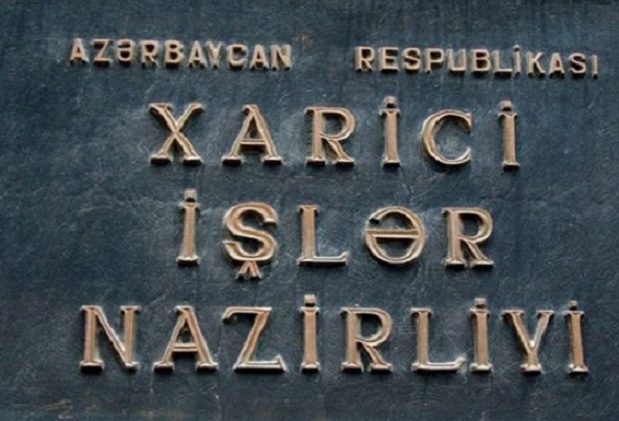 AZƏRBAYCAN RESPUBLİKASI
XARİCİ
İŞLƏR
NAZİRLİYİ